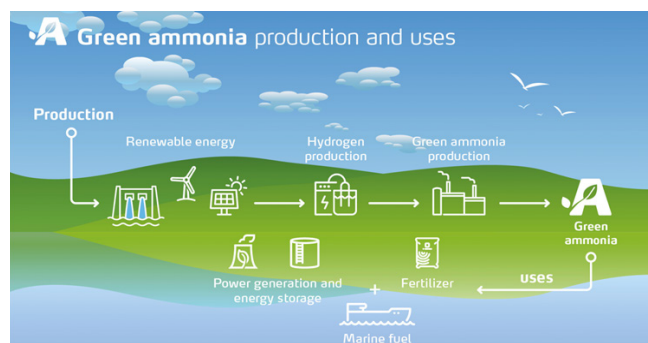 Green ammonia production and uses
Production
Renewable energy
Hydrogen
production
Green ammonia
production
Green
ammonia
uses
Fertilizer
Power generation and
energy storage
+
Marine fuel